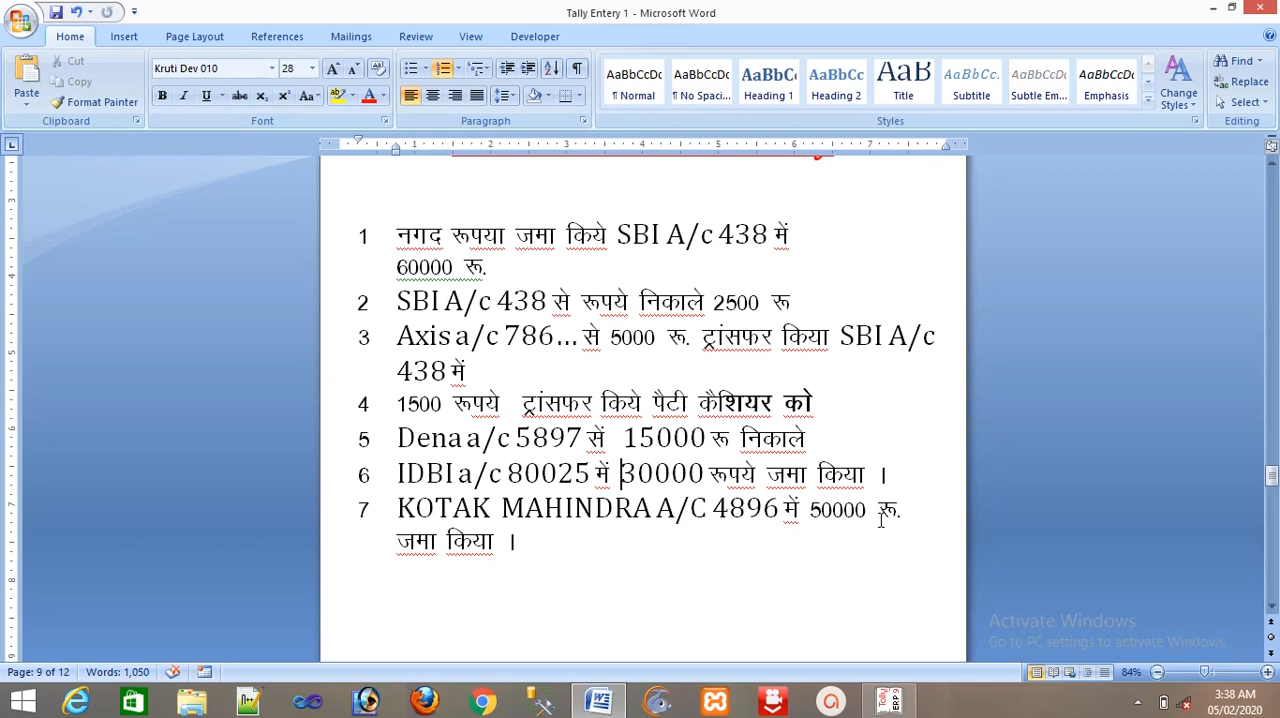 Tally Entery 1 - Microsoft Word
Home Insert Page Layout References Mailings Review View Developer
Paste
Cut
Copy
Format Painter
Clipboard
Kruti Dev 010 28
Font
Paragraph
AaBbCcDc AaBbCcDc AaBbCc AaBbCc AaB AaBbCc AaBbCcDc AaBbCcDc
¶ Normal ¶ No Spaci... Heading 1 Heading 2 Title Subtitle Subtle Em... Emphasis
Change Styles
Styles
Find
Replace
Select
Editing
1 नगद रूपया जमा किये SBI A/c 438 में
60000 रू.
2 SBI A/c 438 से रूपये निकाले 2500 रू
3 Axis a/c 786... से 5000 रू. ट्रांसफर किया SBI A/c
438 में
4 1500 रूपये ट्रांसफर किये पैटी कैशियर को
5 Dena a/c 5897 सें 15000 रू निकाले
6 IDBI a/c 80025 में 30000 रूपये जमा किया ।
7 KOTAK MAHINDRA A/C 4896 में 50000 रू.
जमा किया ।
Activate Windows
Go to PC settings to activate Windows.
Page: 9 of 12 Words: 1,050 84%
3:38 AM
05/02/2020